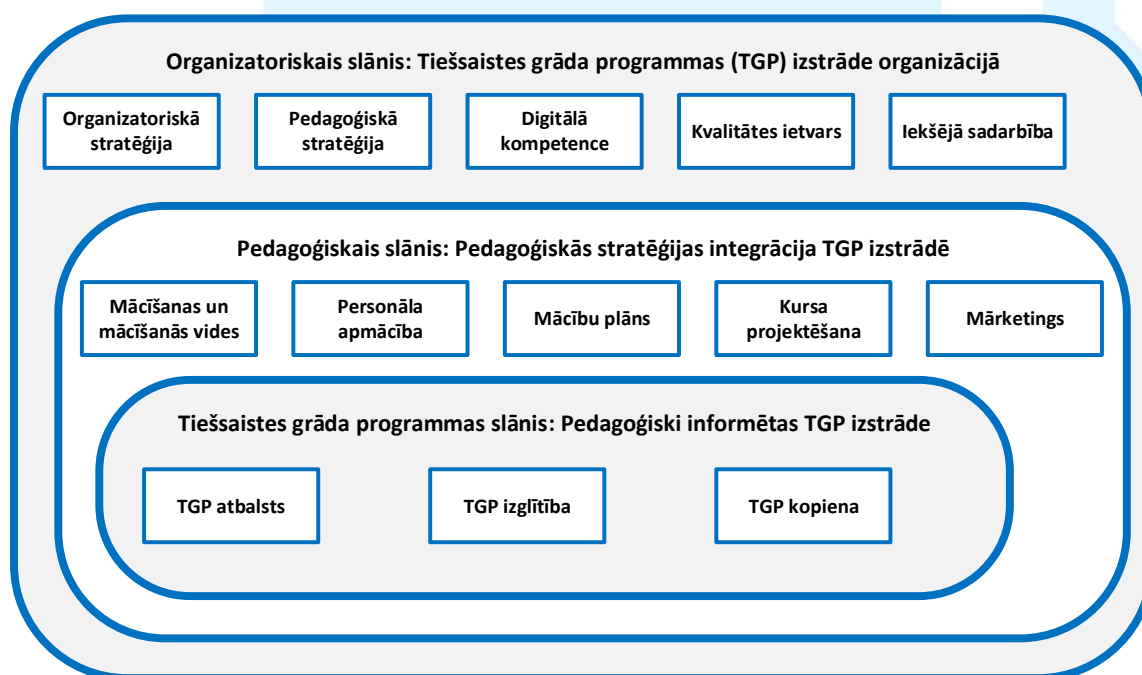 Organizatoriskais slānis: Tiešsaistes grāda programmas (TGP) izstrāde organizācijā
Organizatoriskā
stratēģija
Pedagoģiskā
stratēģija
Digitālā
kompetence
Kvalitātes ietvars
Iekšējā sadarbība
Pedagoģiskais slānis: Pedagoģiskās stratēģijas integrācija TGP izstrādē
Mācīšanas un
mācīšanās vides
Personāla
apmācība
Mācību plāns
Kursa
projektēšana
Mārketings
Tiešsaistes grāda programmas slānis: Pedagoģiski informētas TGP izstrāde
TGP atbalsts
TGP izglītība
TGP kopiena